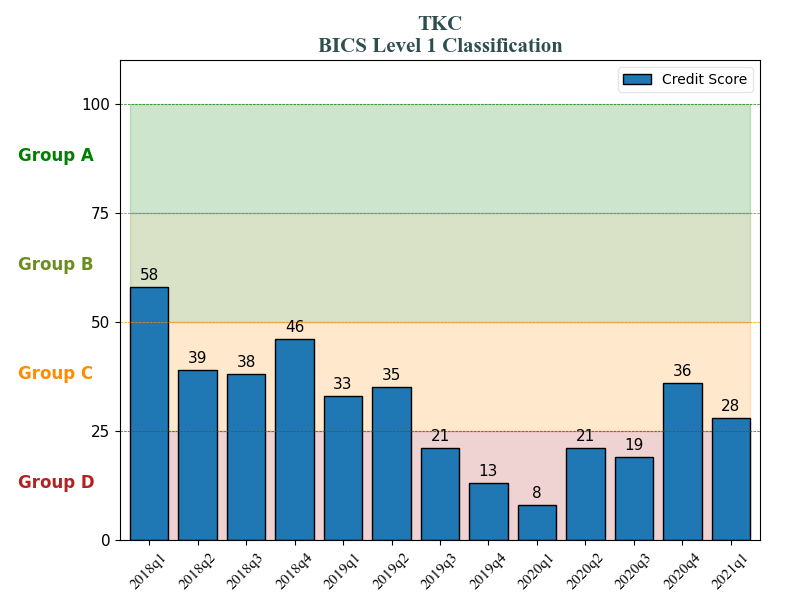 TKC
BICS Level 1 Classification
Credit Score
100
Group A
75
Group B
58
50
46
39
38
Group C
36
35
33
28
25
21
21
19
Group D
13
8
0
2018q1
2018q2
2018q3
2018q4
2019q1
2019q2
2019q3
2019q4
2020q1
2020q2
2020q3
2020q4
2021q1